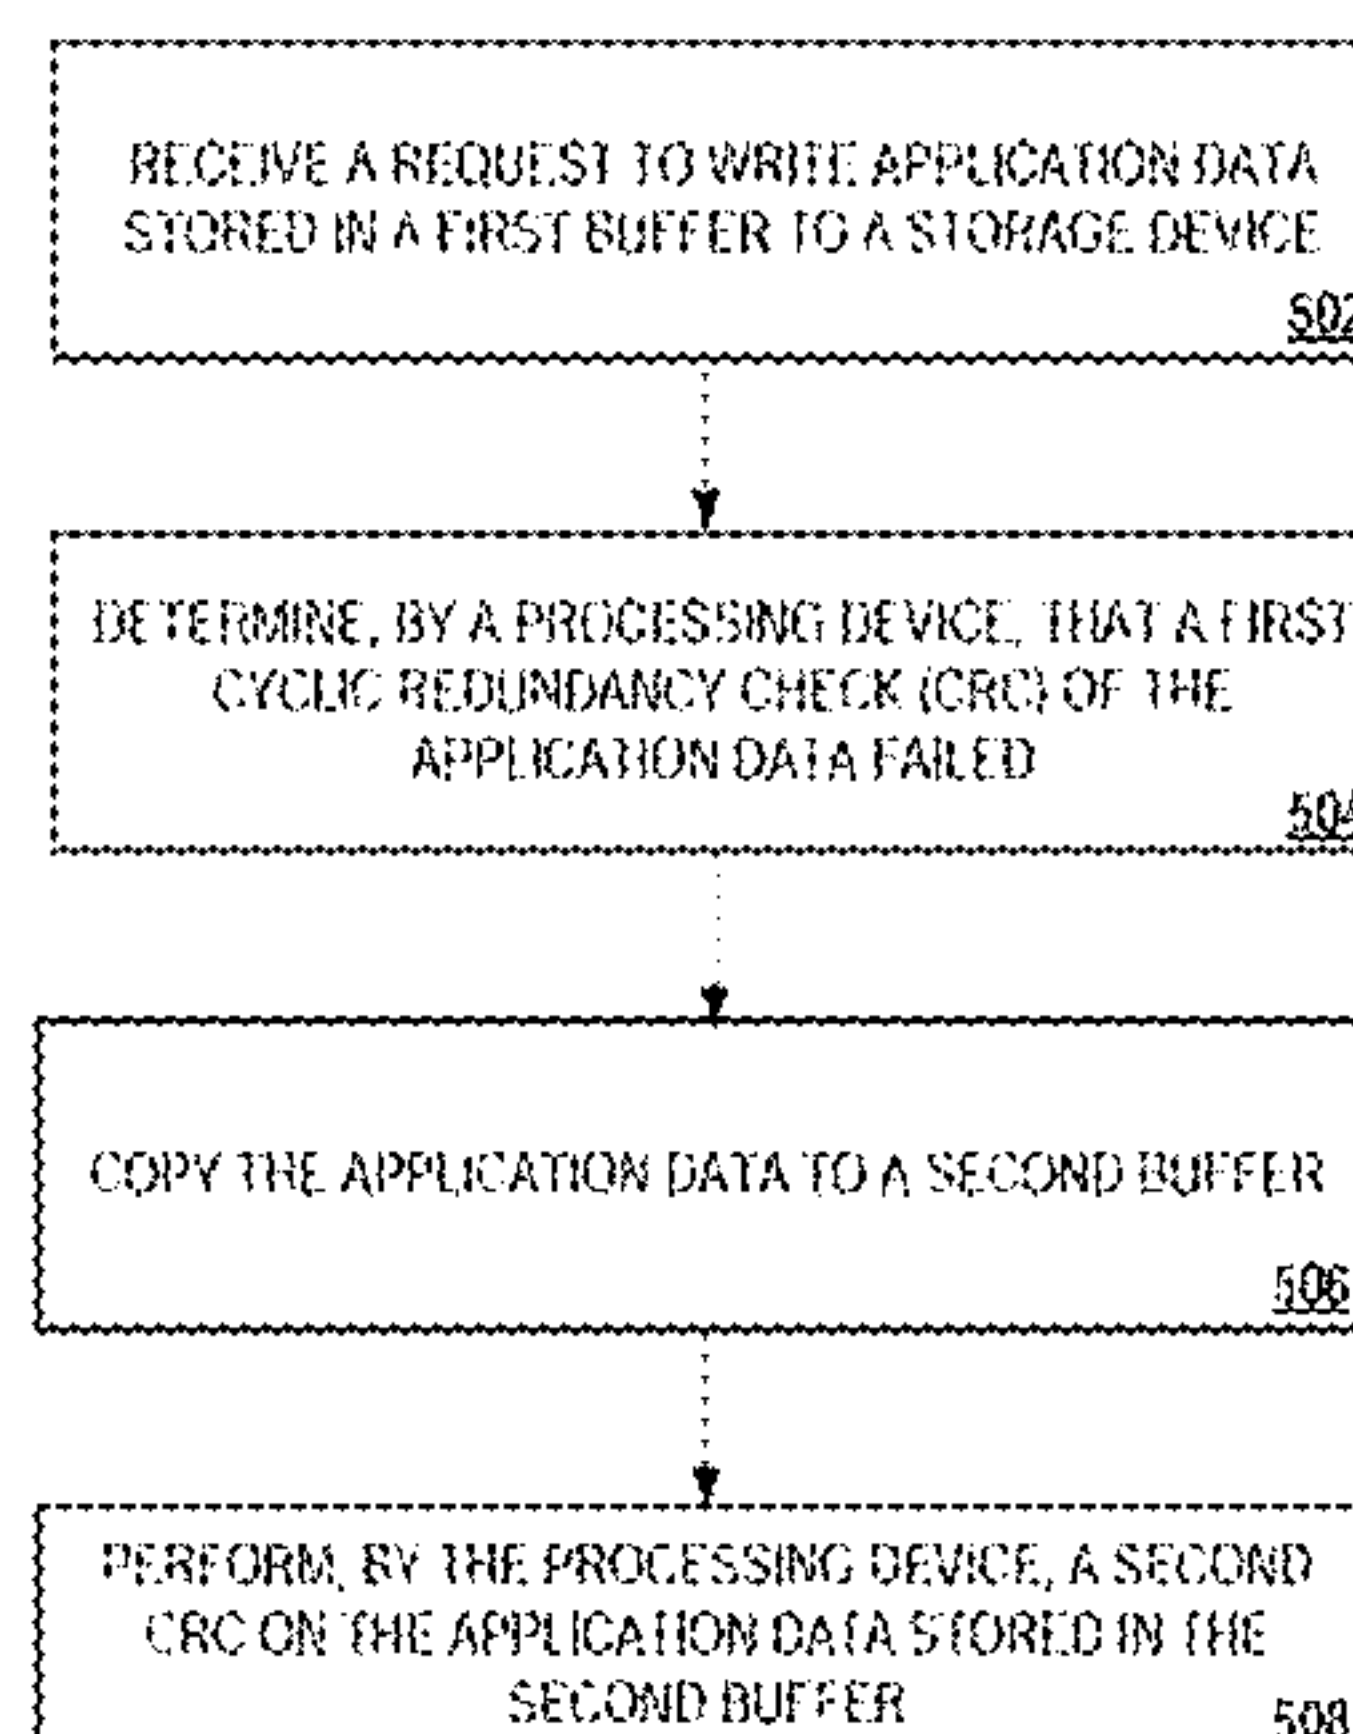 RECEIVE A REQUEST TO WRITE APPLICATION DATA
STORED IN A FIRST BUFFER TO A STORAGE DEVICE
502
DETERMINE, BY A PROCESSING DEVICE, THAT A FIRST
CYCLIC REDUNDANCY CHECK (CRC) OF THE
APPLICATION DATA FAILED
504
COPY THE APPLICATION DATA TO A SECOND BUFFER
506
PERFORM, BY THE PROCESSING DEVICE, A SECOND
CRC ON THE APPLICATION DATA STORED IN THE
SECOND BUFFER
508